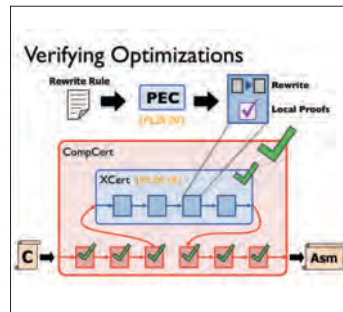 Verifying Optimizations
Rewrite Rule
PEC
[PLDI 09]
Rewrite
Local Proofs
CompCert
XCert [PLDI 10]
C
Asm